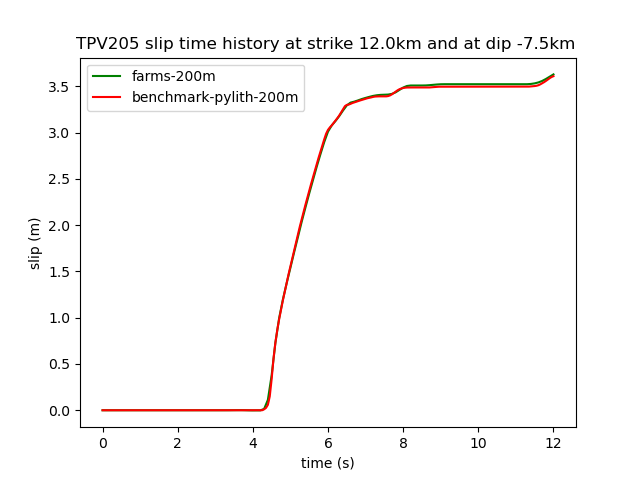 TPV205 slip time history at strike 12.0km and at dip -7.5km
farms-200m
benchmark-pylith-200m
3.5
3.0
2.5
2.0
1.5
1.0
0.5
0.0
slip (m)
0 2 4 6 8 10 12
time (s)